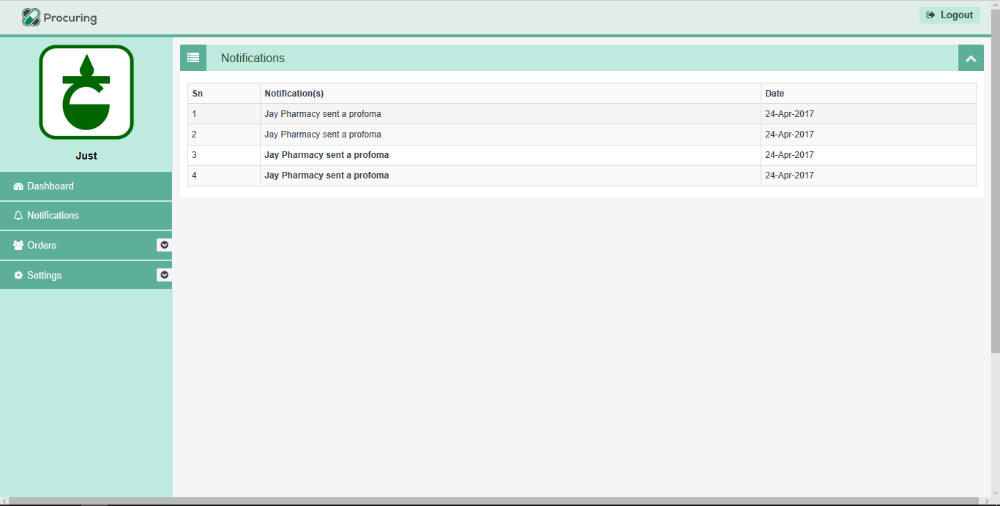 Procuring
Logout
Just
Dashboard
Notifications
Orders
Settings
Notifications
Sn Notification(s) Date
1 Jay Pharmacy sent a profoma 24-Apr-2017
2 Jay Pharmacy sent a profoma 24-Apr-2017
3 Jay Pharmacy sent a profoma 24-Apr-2017
4 Jay Pharmacy sent a profoma 24-Apr-2017